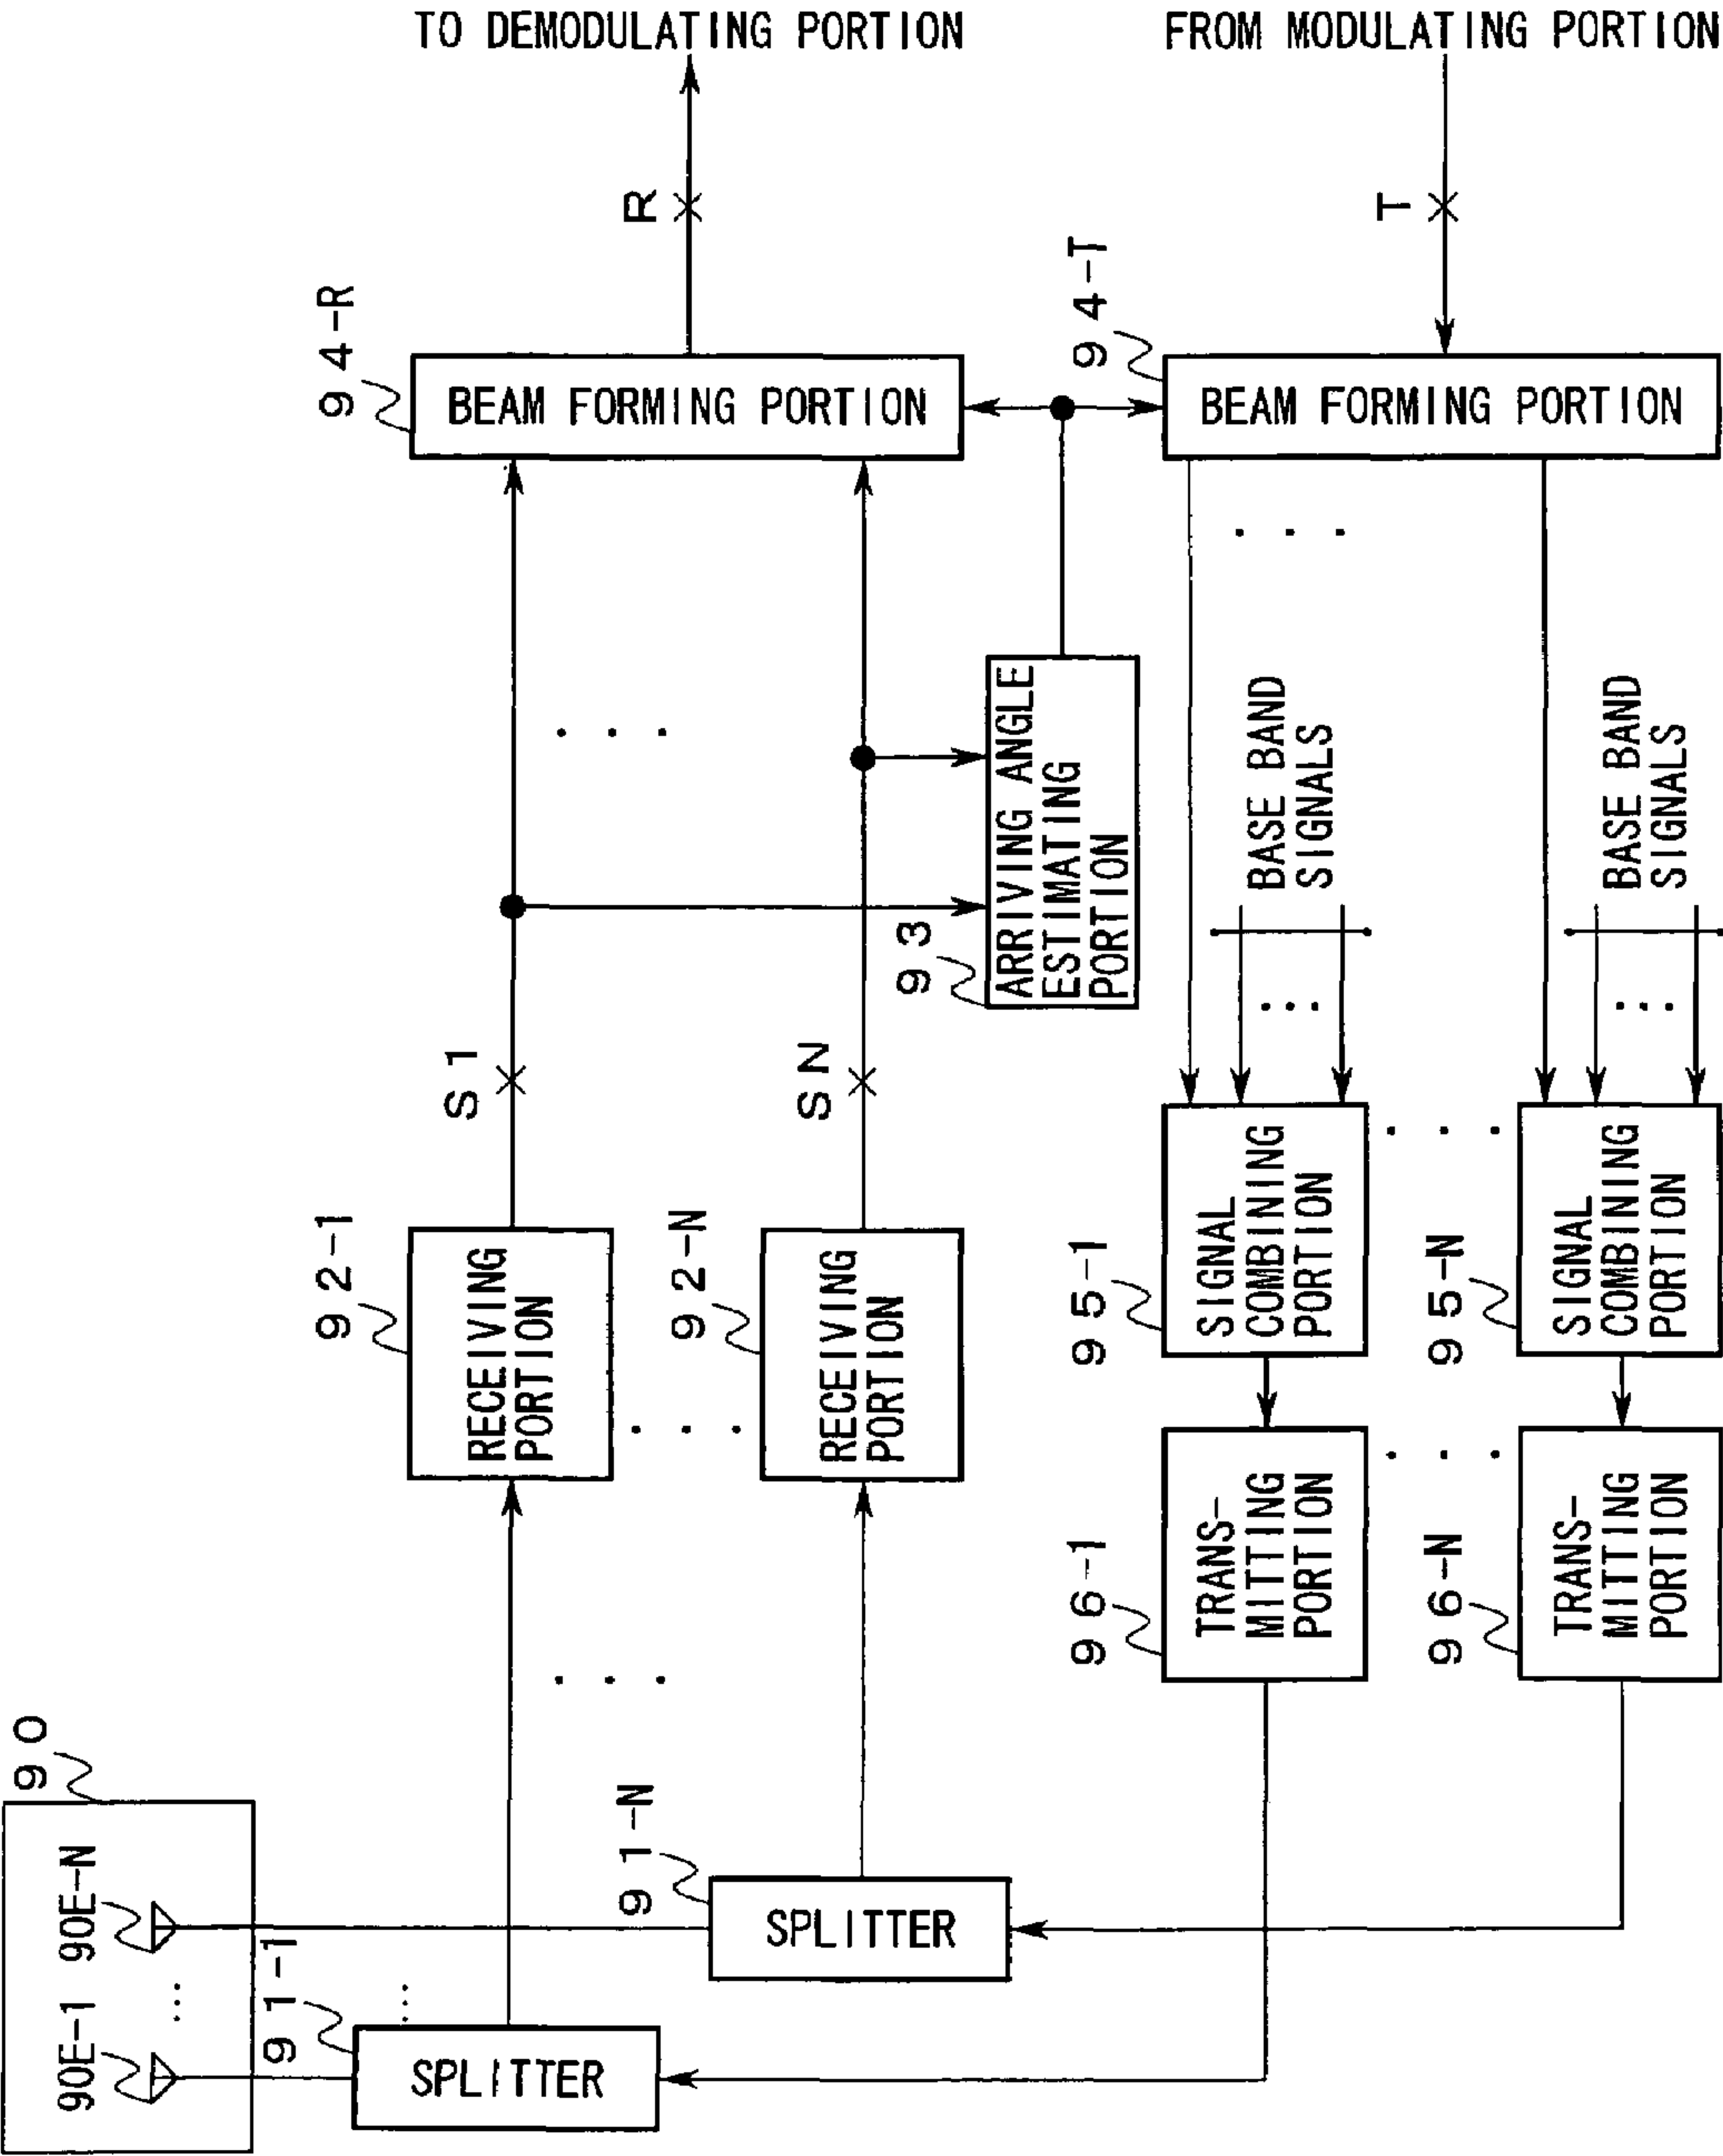 TO DEMODULATING PORTION
FROM MODULATING PORTION
R
T
94-R
94-T
BEAM FORMING PORTION
BEAM FORMING PORTION
. . .
. . .
ARRIVING ANGLE
ESTIMATING
PORTION
93
BASE BAND
SIGNALS
BASE BAND
SIGNALS
...
...
S1
SN
92-1
RECEIVING
PORTION
. . .
92-N
RECEIVING
PORTION
95-1
SIGNAL
COMBINING
PORTION
. . .
95-N
SIGNAL
COMBINING
PORTION
96-1
TRANS-
MITTING
PORTION
. . .
96-N
TRANS-
MITTING
PORTION
. . .
90
90E-1
...
90E-N
91-1
SPLITTER
...
91-N
SPLITTER